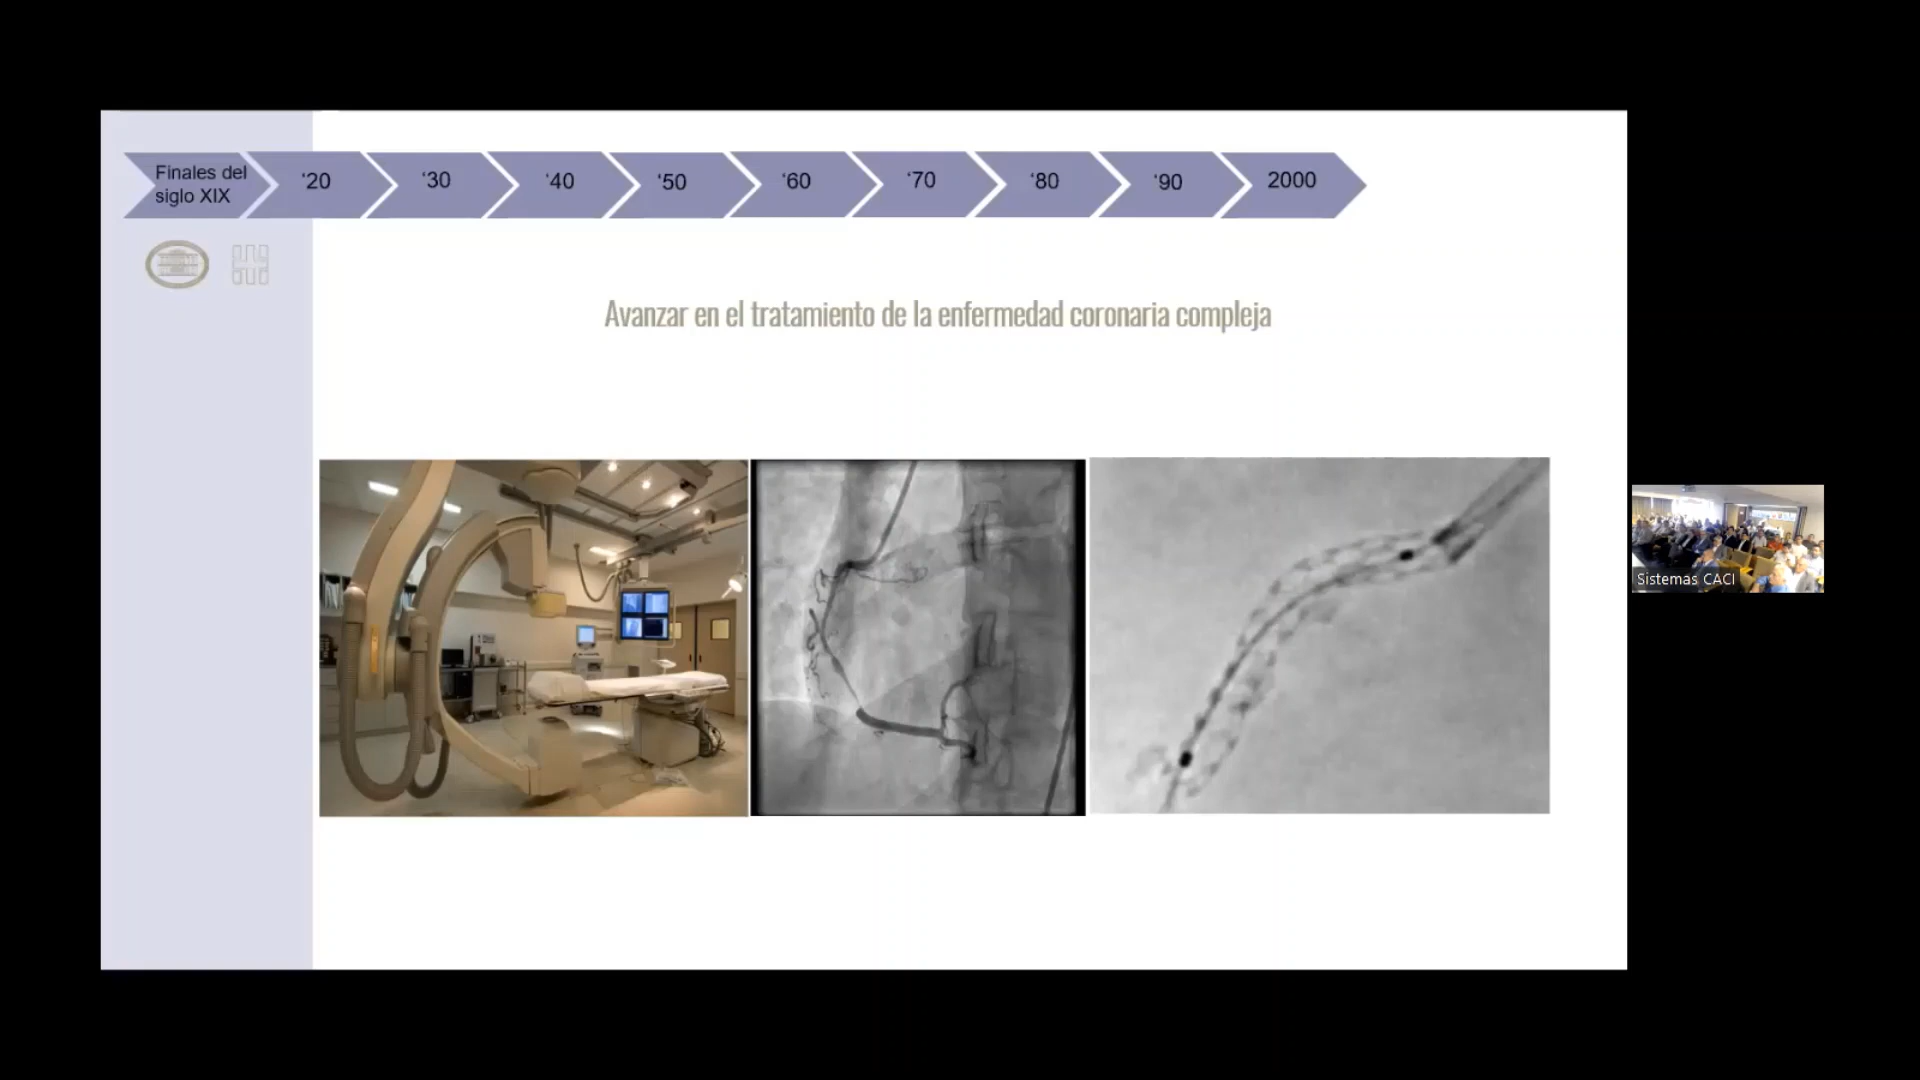 Finales del
siglo XIX
‘20
‘30
‘40
‘50
‘60
‘70
‘80
‘90
2000
Avanzar en el tratamiento de la enfermedad coronaria compleja
Sistemas CACI